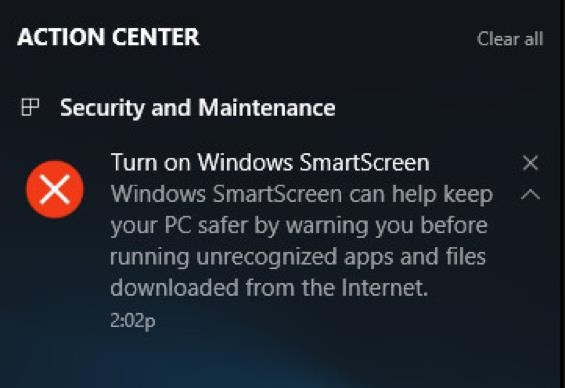 ACTION CENTER
Clear all
Security and Maintenance
Turn on Windows SmartScreen
Windows SmartScreen can help keep
your PC safer by warning you before
running unrecognized apps and files
downloaded from the Internet.
2:02p